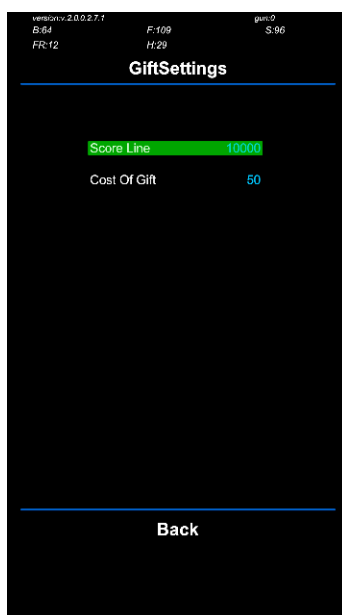 version:v.2.0.0.2.7.1 gun:0
B:64 F:109 S:96
FR:12 H:29
GiftSettings
Score Line 10000
Cost Of Gift 50
Back